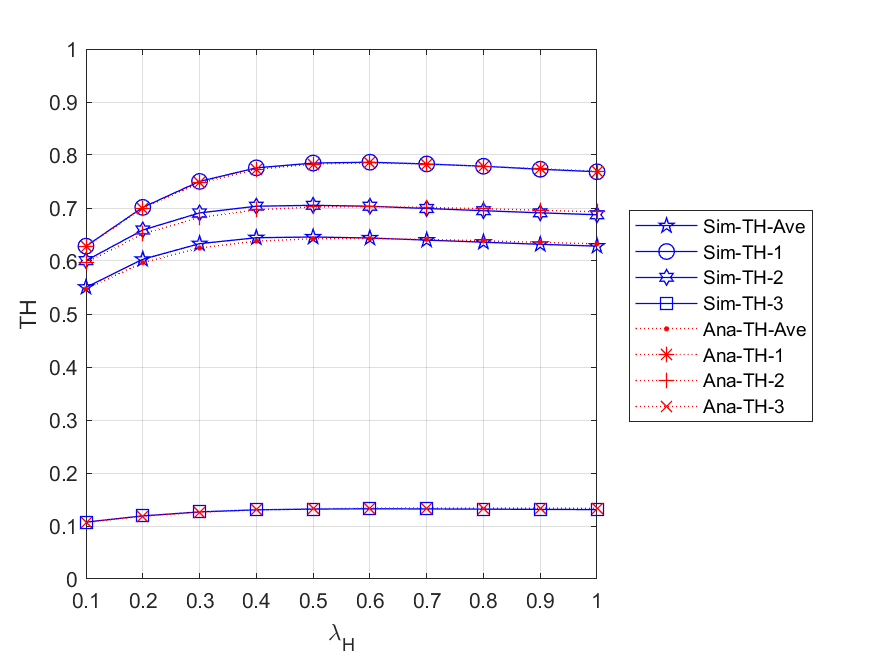 1
0.9
0.8
0.7
0.6
0.5
0.4
0.3
0.2
0.1
0
TH
0.1 0.2 0.3 0.4 0.5 0.6 0.7 0.8 0.9 1
λH
Sim-TH-Ave
Sim-TH-1
Sim-TH-2
Sim-TH-3
Ana-TH-Ave
Ana-TH-1
Ana-TH-2
Ana-TH-3